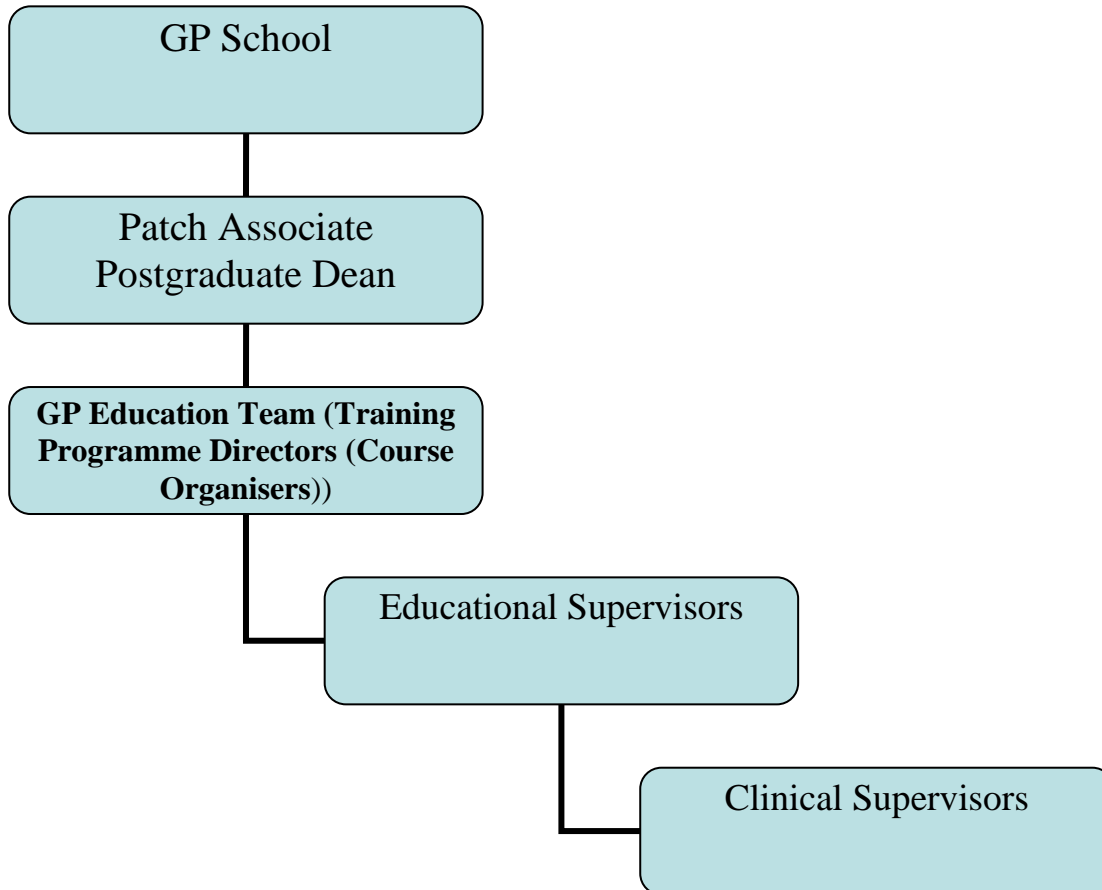 GP School
Patch Associate
Postgraduate Dean
GP Education Team (Training
Programme Directors (Course
Organisers))
Educational Supervisors
Clinical Supervisors